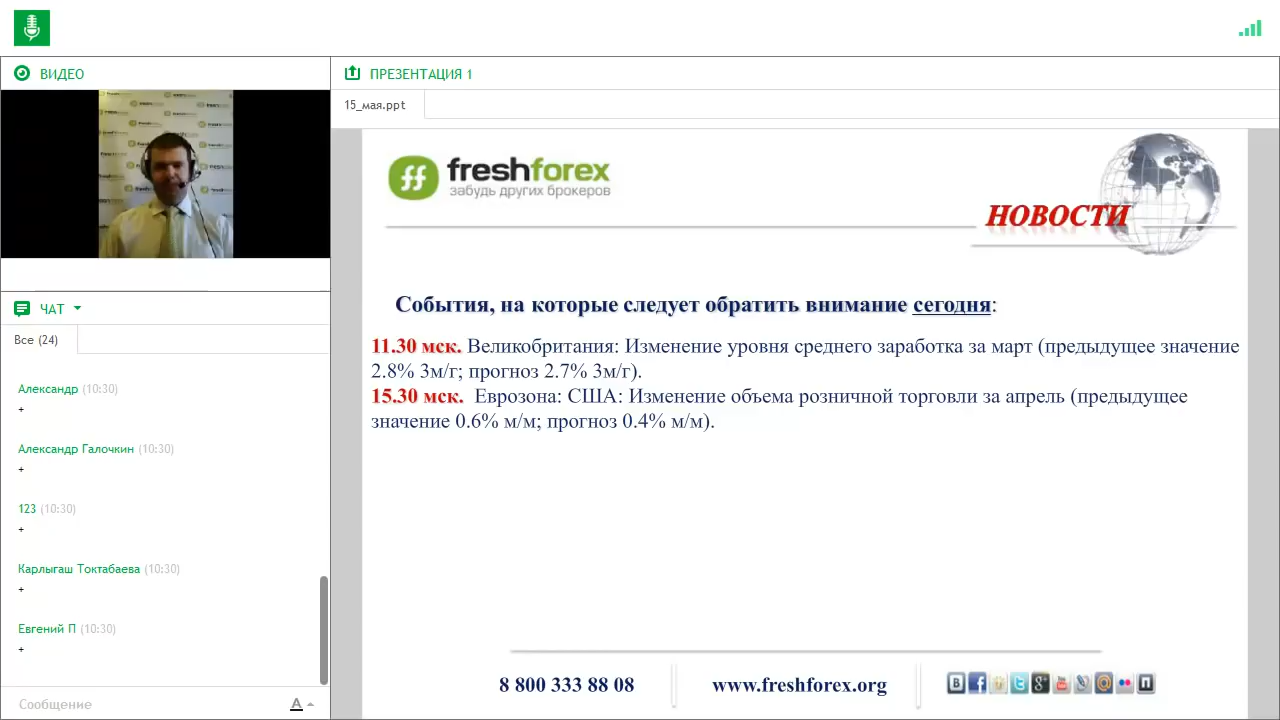 ВИДЕО
ПРЕЗЕНТАЦИЯ 1
15_мая.ppt
freshforex
забудь других брокеров
НОВОСТИ
События, на которые следует обратить внимание сегодня:
11.30 мск. Великобритания: Изменение уровня среднего заработка за март (предыдущее значение
2.8% 3м/г; прогноз 2.7% 3м/г).
15.30 мск. Еврозона: США: Изменение объема розничной торговли за апрель (предыдущее
значение 0.6% м/м; прогноз 0.4% м/м).
8 800 333 88 08
www.freshforex.org
ЧАТ
Все (24)
Александр (10:30)
+
Александр Галочкин (10:30)
+
123 (10:30)
+
Карлыгаш Токтабаева (10:30)
+
Евгений П (10:30)
+
Сообщение
A